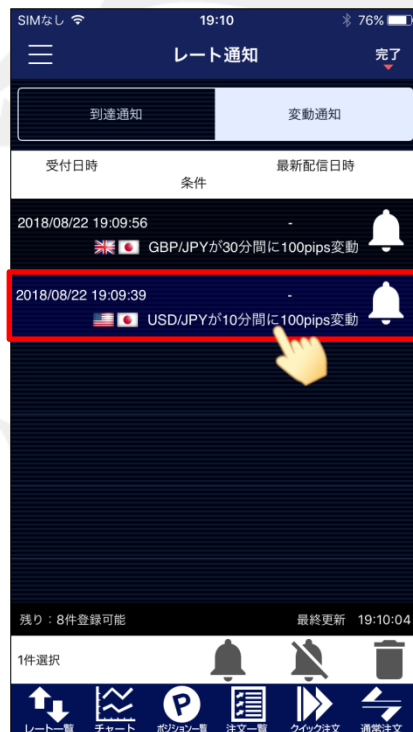 SIMなし 19:10 76%
レート通知 完了
到達通知 変動通知
受付日時 最新配信日時
条件
2018/08/22 19:09:56 -
GBP/JPYが30分間に100pips変動
2018/08/22 19:09:39 -
USD/JPYが10分間に100pips変動
残り：8件登録可能 最終更新 19:10:04
1件選択
P
レート一覧 チャート ポジション一覧 注文一覧 クイック注文 通常注文